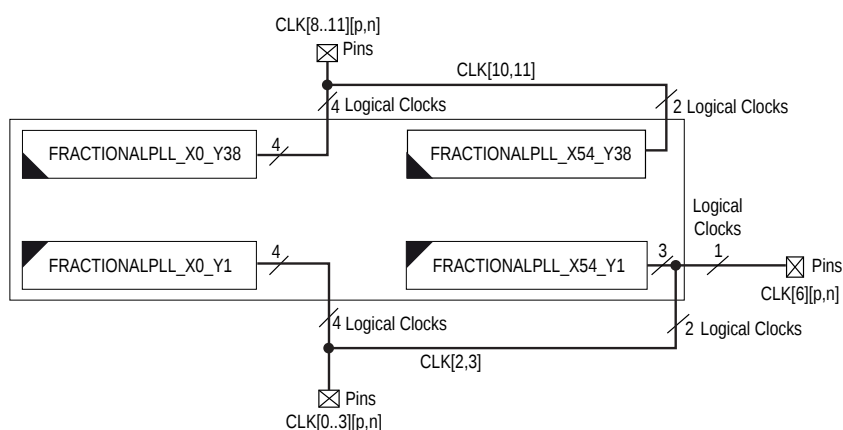 CLK[8..11][p,n]
Pins
CLK[10,11]
4 Logical Clocks
2 Logical Clocks
FRACTIONALPLL_X0_Y38
4
FRACTIONALPLL_X54_Y38
Logical
Clocks
FRACTIONALPLL_X0_Y1
4
FRACTIONALPLL_X54_Y1
3
1
Pins
CLK[6][p,n]
4 Logical Clocks
2 Logical Clocks
CLK[2,3]
Pins
CLK[0..3][p,n]